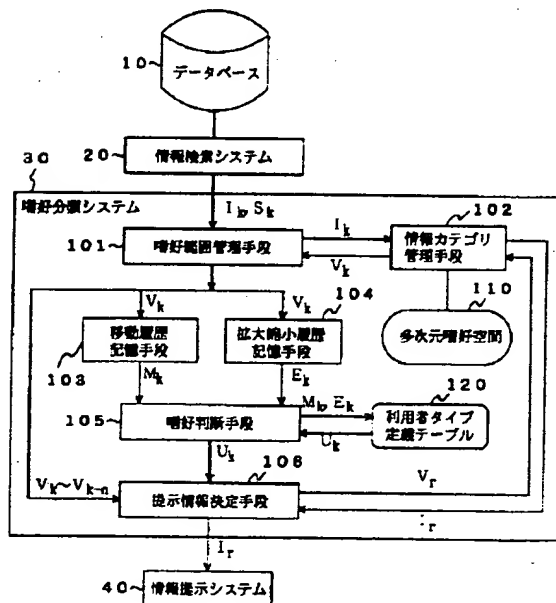 10
データベース
20
情報検索システム
30
嗜好分類システム
I_k, S_k
101
嗜好範囲管理手段
I_k
V_k
102
情報カテゴリ
管理手段
110
多次元嗜好空間
V_k
V_k
103
移動履歴
記憶手段
104
拡大縮小履歴
記憶手段
M_k
E_k
105
嗜好判断手段
M_k, E_k
U_k
120
利用者タイプ
定義テーブル
U_k
106
V_k~V_{k-n}
提示情報決定手段
V_r
I_r
40
情報提示システム